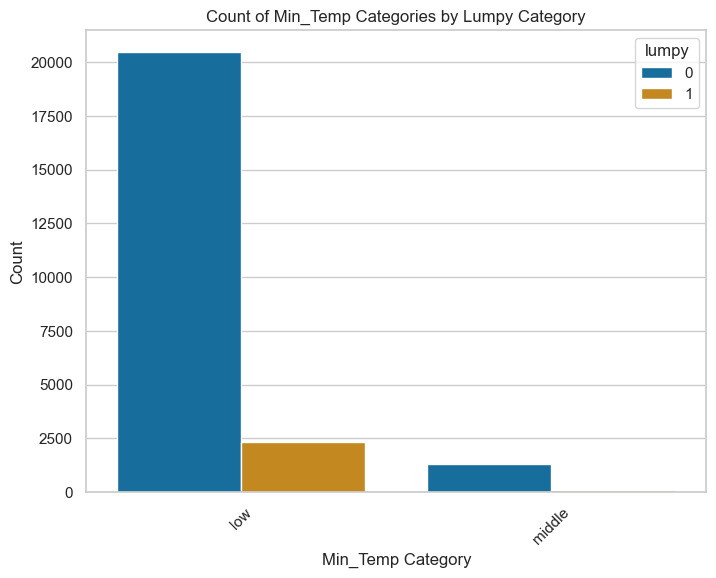 Count of Min_Temp Categories by Lumpy Category
lumpy
0
1
20000
17500
15000
12500
10000
7500
5000
2500
0
Count
low
middle
Min_Temp Category